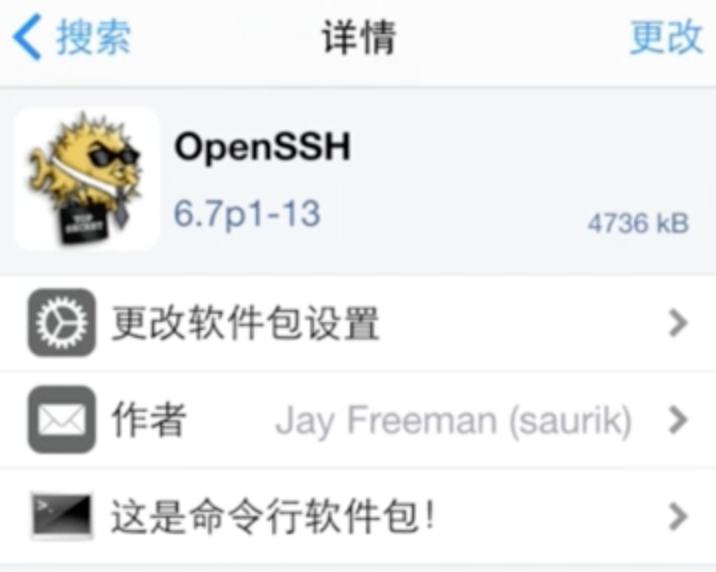 搜索 详情 更改
OpenSSH
6.7p1-13 4736 kB
TOP SECRET
更改软件包设置
作者 Jay Freeman (saurik)
>.
这是命令行软件包！